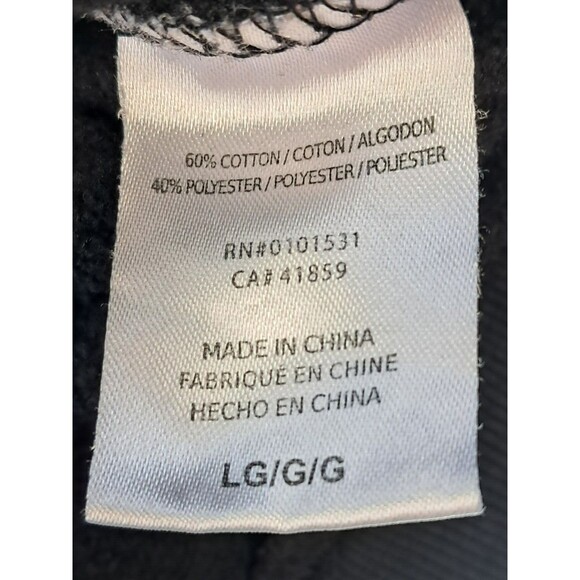 60% COTTON / COTON / ALGODON
40% POLYESTER / POLYESTER / POLIESTER
RN#0101531
CA# 41859
MADE IN CHINA
FABRIQUÉ EN CHINE
HECHO EN CHINA
LG/G/G